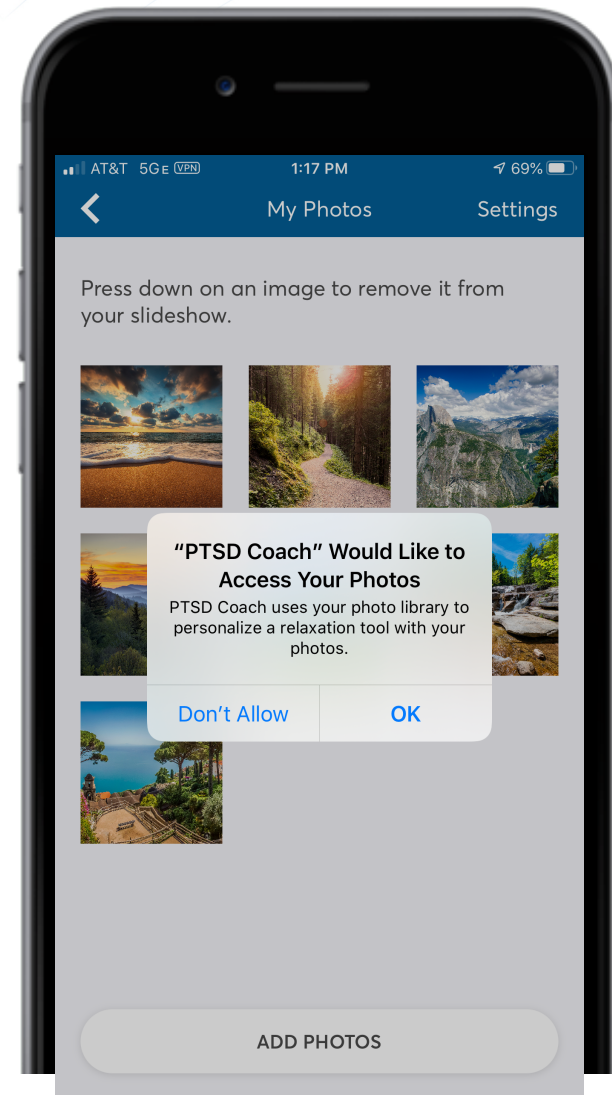 AT&T 5GE VPN 1:17 PM 69%
My Photos Settings
Press down on an image to remove it from
your slideshow.
“PTSD Coach” Would Like to
Access Your Photos
PTSD Coach uses your photo library to
personalize a relaxation tool with your
photos.
Don’t Allow OK
ADD PHOTOS